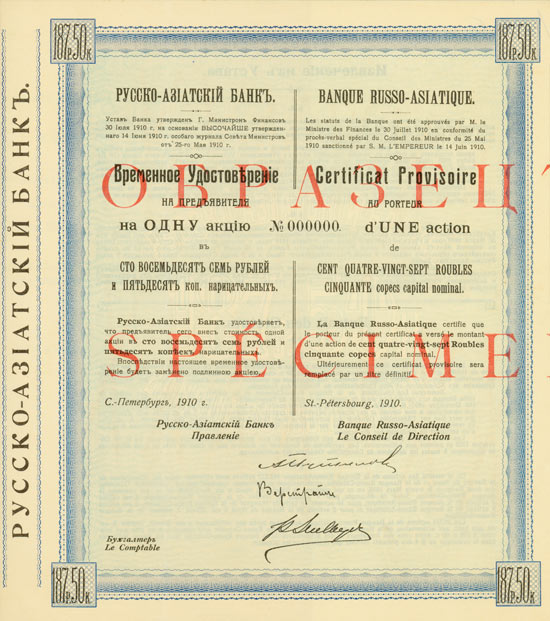 187р.50к
187р.50к
РУССКО-АЗІАТСКІЙ БАНКЪ.
РУССКО-АЗІАТСКІЙ БАНКЪ.
Уставъ Банка утвержденъ Г. Министромъ Финансовъ
30 Іюля 1910 г. на основаніи ВЫСОЧАЙШЕ утвержден-
наго 14 Іюня 1910 г. особаго журнала Совѣта Министровъ
отъ 25-го Мая 1910 г.
Временное Удостовѣреніе
НА ПРЕДЪЯВИТЕЛЯ
на ОДНУ акцію
въ
СТО ВОСЕМЬДЕСЯТЪ СЕМЬ РУБЛЕЙ
и ПЯТЬДЕСЯТЪ коп. нарицательныхъ.
Русско-Азіатскій Банкъ удостовѣряетъ,
что предъявитель сего внесъ стоимость одной
акціи въ сто восемьдесятъ семь рублей и
пятьдесятъ копѣекъ нарицательныхъ.
Впослѣдствіи настоящее временное удостовѣ-
реніе будетъ замѣнено подлинною акціею.
С.-Петербургъ, 1910 г.
Русско-Азіатскій Банкъ
Правленіе
BANQUE RUSSO-ASIATIQUE.
Les statuts de la Banque ont été approuvés par M. le
Ministre des Finances le 30 Juillet 1910 en conformité du
procès-verbal spécial du Conseil des Ministres du 25 Mai
1910 sanctionné par S. M. L'EMPEREUR le 14 Juin 1910.
Certificat Provisoire
AU PORTEUR
№ 000000.
d'UNE action
de
CENT QUATRE-VINGT-SEPT ROUBLES
CINQUANTE copecs capital nominal.
La Banque Russo-Asiatique certifie que
le porteur du présent certificat a versé le montant
d'une action de cent quatre-vingt-sept Roubles
cinquante copecs capital nominal.
Ultérieurement ce certificat provisoire sera
remplacé par un titre définitif.
St.-Pétersbourg, 1910.
Banque Russo-Asiatique
Le Conseil de Direction
ОБРАЗЕЦ
SPÉCIME
Верстратъ
Бухгалтеръ
Le Comptable
187р.50к
187р.50к